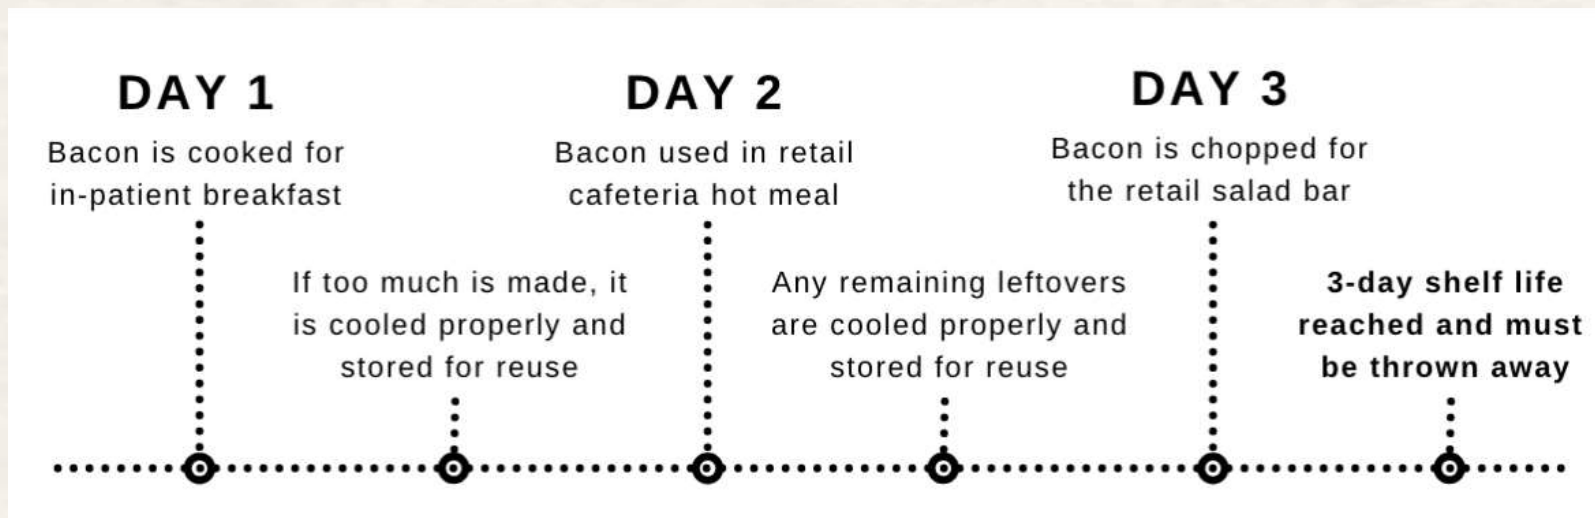 DAY 1
Bacon is cooked for
in-patient breakfast
If too much is made, it
is cooled properly and
stored for reuse
DAY 2
Bacon used in retail
cafeteria hot meal
Any remaining leftovers
are cooled properly and
stored for reuse
DAY 3
Bacon is chopped for
the retail salad bar
3-day shelf life
reached and must
be thrown away